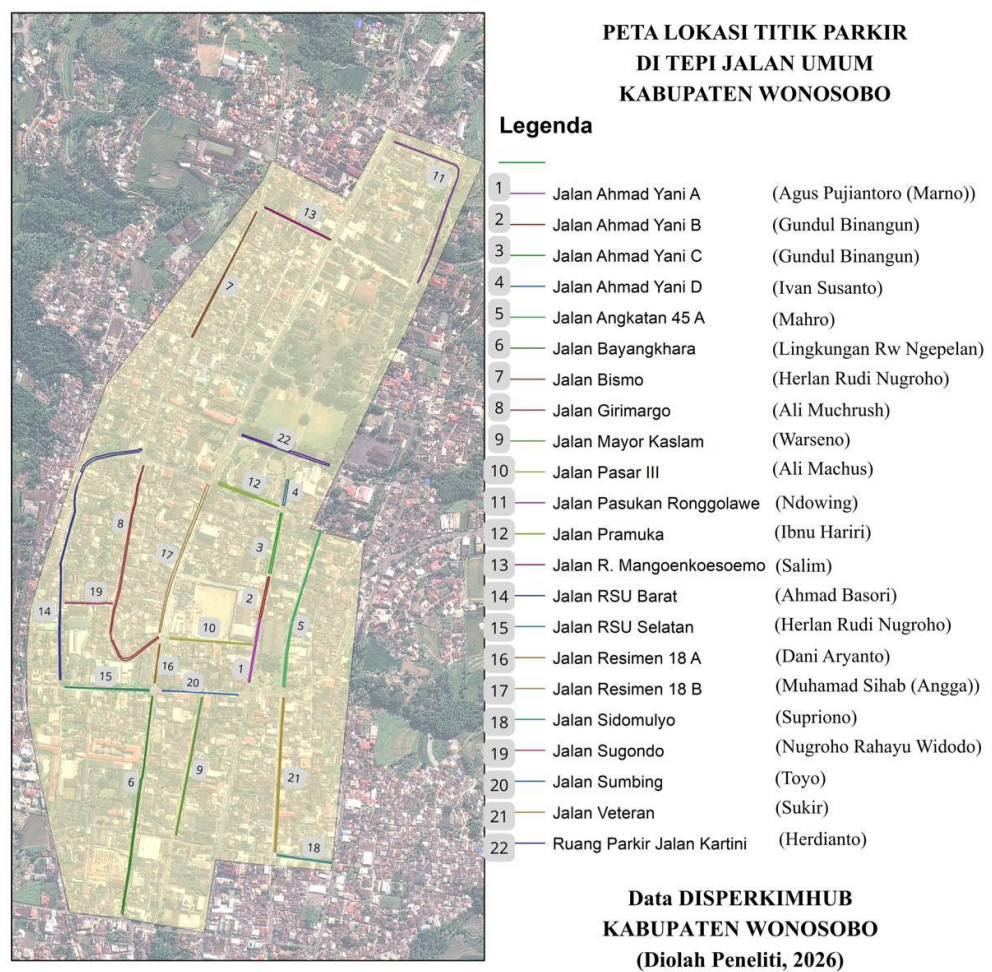 PETA LOKASI TITIK PARKIR
DI TEPI JALAN UMUM
KABUPATEN WONOSOBO
Legenda
1 Jalan Ahmad Yani A (Agus Pujiantoro (Marno))
2 Jalan Ahmad Yani B (Gundul Binangun)
3 Jalan Ahmad Yani C (Gundul Binangun)
4 Jalan Ahmad Yani D (Ivan Susanto)
5 Jalan Angkatan 45 A (Mahro)
6 Jalan Bayangkhara (Lingkungan Rw Ngepelan)
7 Jalan Bismo (Herlan Rudi Nugroho)
8 Jalan Girimargo (Ali Muchrush)
9 Jalan Mayor Kaslam (Warseno)
10 Jalan Pasar III (Ali Machus)
11 Jalan Pasukan Ronggolawe (Ndowing)
12 Jalan Pramuka (Ibnu Hariri)
13 Jalan R. Mangoenkoesoemo (Salim)
14 Jalan RSU Barat (Ahmad Basori)
15 Jalan RSU Selatan (Herlan Rudi Nugroho)
16 Jalan Resimen 18 A (Dani Aryanto)
17 Jalan Resimen 18 B (Muhamad Sihab (Angga))
18 Jalan Sidomulyo (Supriono)
19 Jalan Sugondo (Nugroho Rahayu Widodo)
20 Jalan Sumbing (Toyo)
21 Jalan Veteran (Sukir)
22 Ruang Parkir Jalan Kartini (Herdianto)
Data DISPERKIMHUB
KABUPATEN WONOSOBO
(Diolah Peneliti, 2026)
11
13
7
22
12
4
8
3
17
19
2
14
10
5
16
1
15
20
9
6
21
18